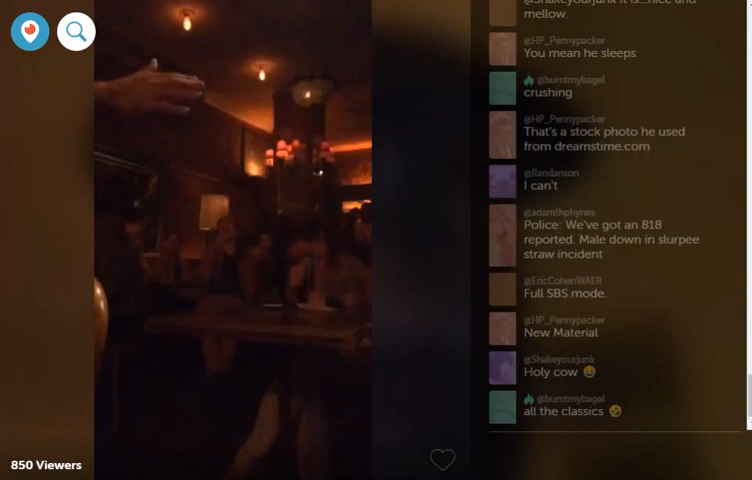 @Shakeyourjunk it is...nice and
mellow.
@HP_Pennypacker
You mean he sleeps
@burntmybagel
crushing
@HP_Pennypacker
That's a stock photo he used
from dreamstime.com
@flandanson
I can't
@adamthphynes
Police: We've got an 818
reported. Male down in slurpee
straw incident
@EricCohenWAER
Full SBS mode.
@HP_Pennypacker
New Material
@Shakeyourjunk
Holy cow 😂
@burntmybagel
all the classics 🤣
850 Viewers